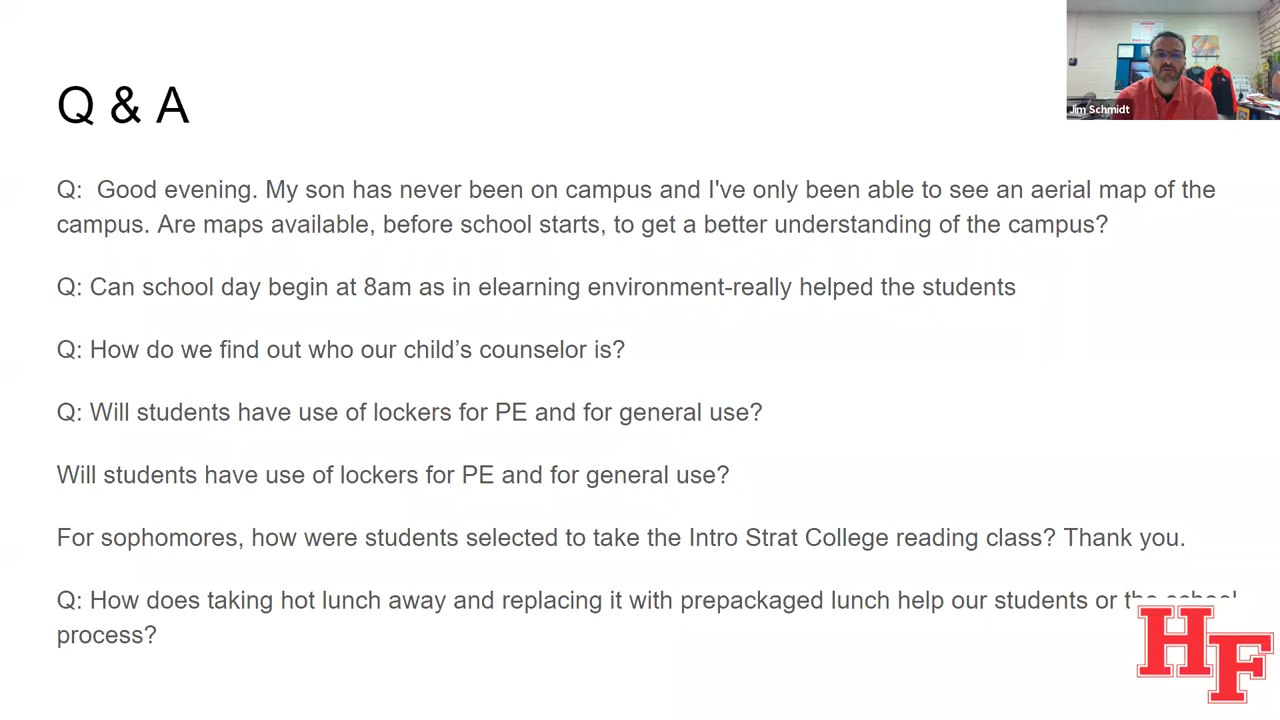 Jim Schmidt
Q & A
Q:  Good evening. My son has never been on campus and I've only been able to see an aerial map of the
campus. Are maps available, before school starts, to get a better understanding of the campus?
Q: Can school day begin at 8am as in elearning environment-really helped the students
Q: How do we find out who our child’s counselor is?
Q: Will students have use of lockers for PE and for general use?
Will students have use of lockers for PE and for general use?
For sophomores, how were students selected to take the Intro Strat College reading class? Thank you.
Q: How does taking hot lunch away and replacing it with prepackaged lunch help our students or the school
process?
HF